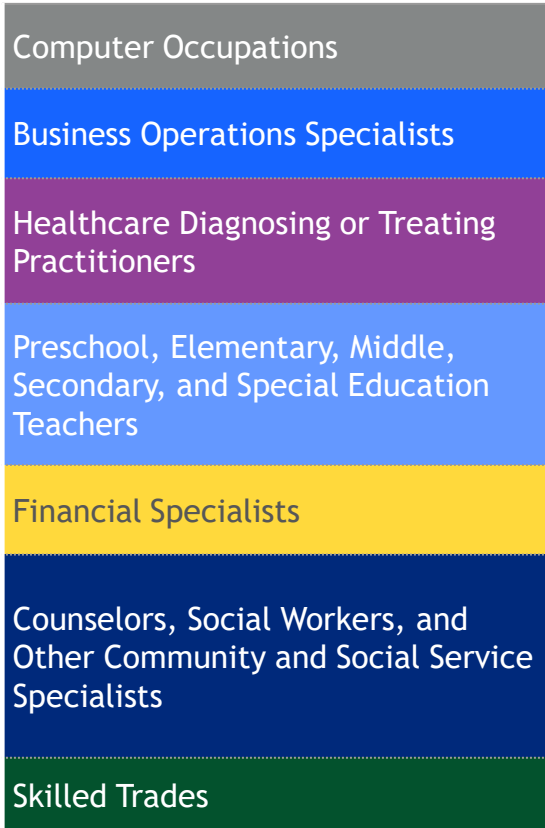 Computer Occupations
Business Operations Specialists
Healthcare Diagnosing or Treating
Practitioners
Preschool, Elementary, Middle,
Secondary, and Special Education
Teachers
Financial Specialists
Counselors, Social Workers, and
Other Community and Social Service
Specialists
Skilled Trades